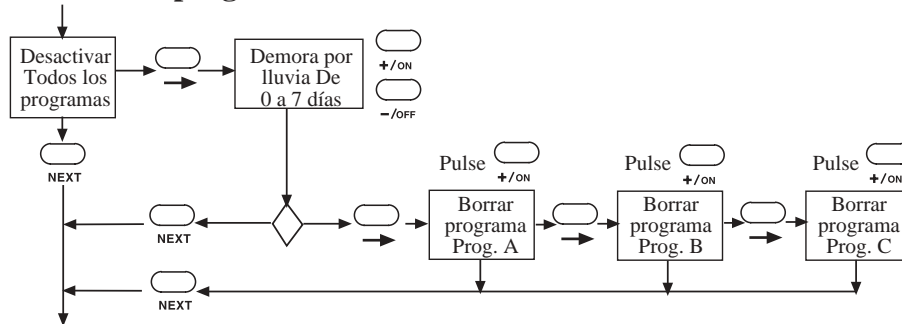 Desactivar
Todos los
programas
Demora por
lluvia De
0 a 7 días
+/ON
−/OFF
NEXT
Pulse
+/ON
Pulse
+/ON
Pulse
+/ON
NEXT
Borrar
programa
Prog. A
Borrar
programa
Prog. B
Borrar
programa
Prog. C
NEXT